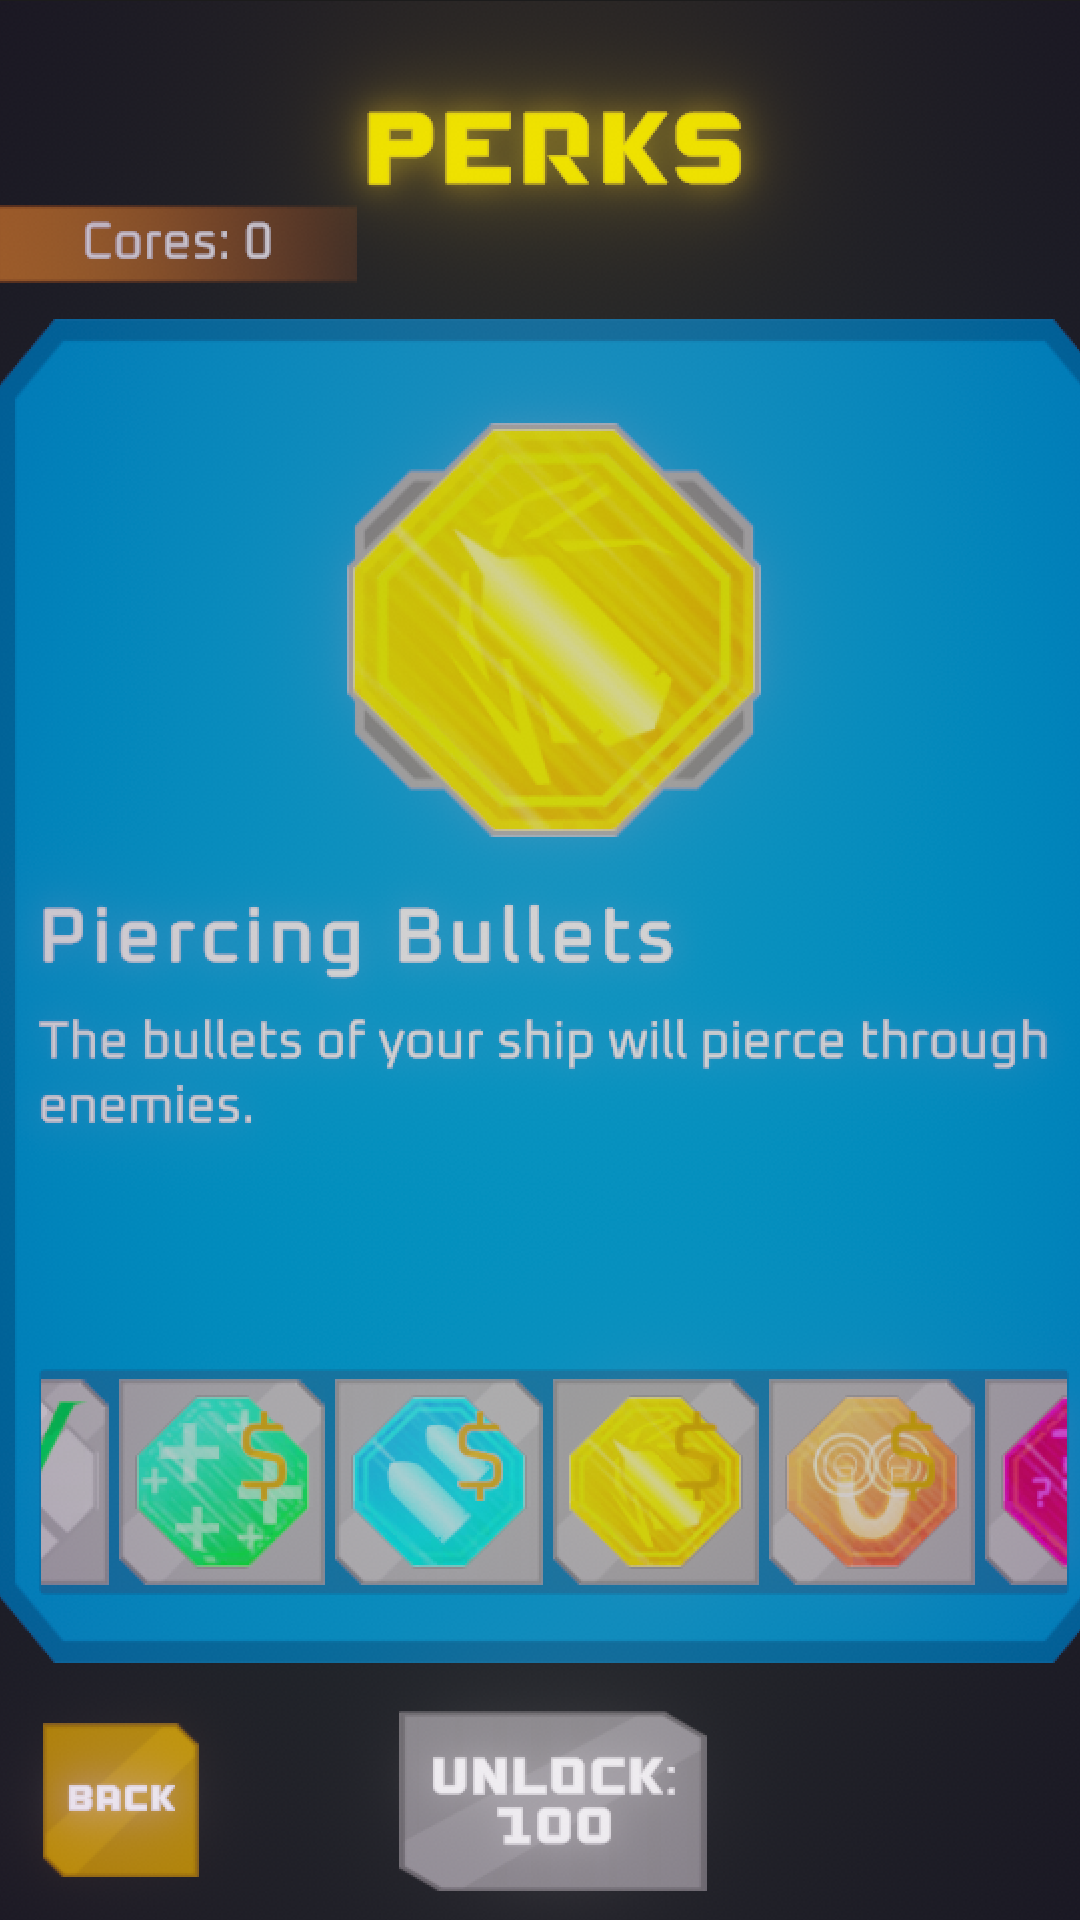 PERKS
Cores: 0
Piercing Bullets
The bullets of your ship will pierce through
enemies.
$ $ $ $
?
BACK
UNLOCK:
100